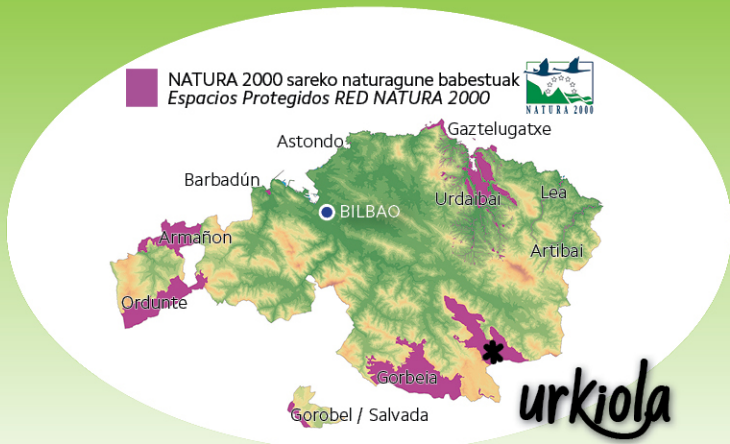 NATURA 2000 sareko naturagune babestuak
Espacios Protegidos RED NATURA 2000
NATURA 2000
Gaztelugatxe
Astondo
Barbadún
Urdaibai
Lea
BILBAO
Armañon
Artibai
Ordunte
Gorbeia
urkiola
Gorobel / Salvada